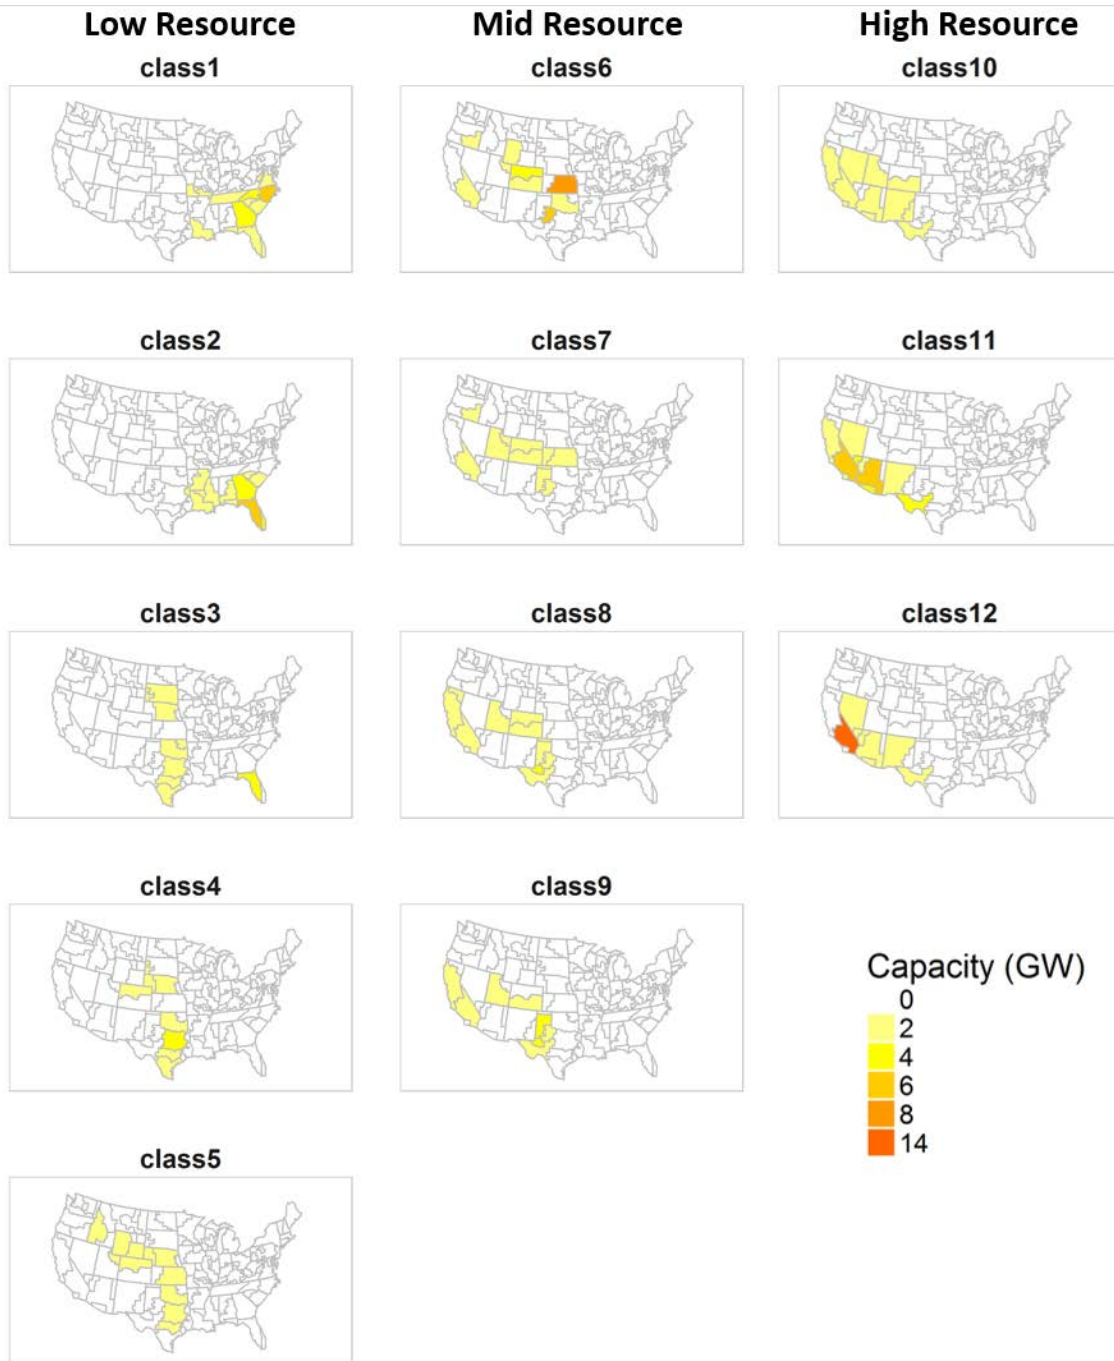 Low Resource
Mid Resource
High Resource
class1
class6
class10
class2
class7
class11
class3
class8
class12
class4
class9
Capacity (GW)
0
2
4
6
8
14
class5